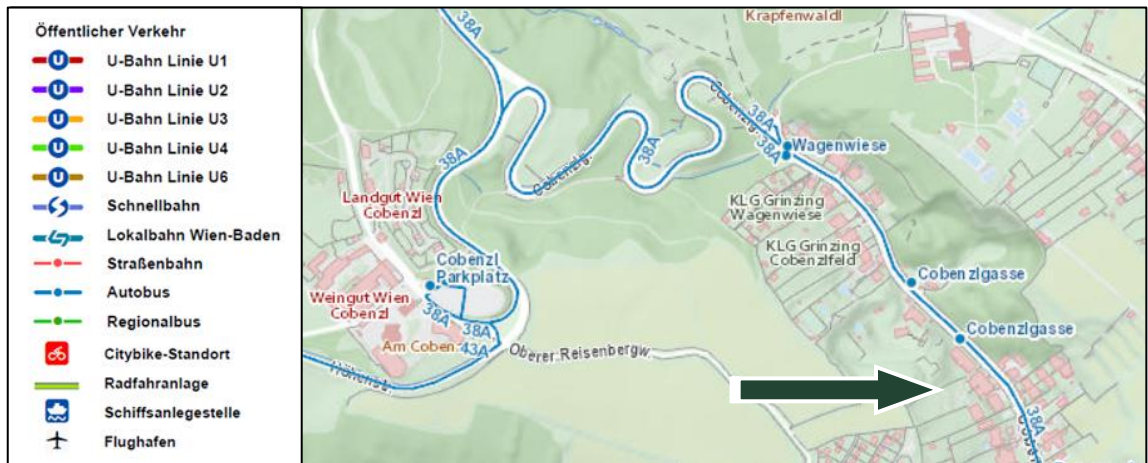 Öffentlicher Verkehr
U-Bahn Linie U1
U-Bahn Linie U2
U-Bahn Linie U3
U-Bahn Linie U4
U-Bahn Linie U6
Schnellbahn
Lokalbahn Wien-Baden
Straßenbahn
Autobus
Regionalbus
Citybike-Standort
Radfahranlage
Schiffsanlegestelle
Flughafen
38A
Krapfenwaldl
Cobenzlg.
38A
38A
Wagenwiese
38A
38A
Cobenzlg.
Landgut Wien
Cobenzl
KLG Grinzing
Wagenwiese
KLG Grinzing
Cobenzlfeld
Cobenzl
Parkplatz
Cobenzlgasse
Weingut Wien
Cobenzl
38A
38A
43A
Am Coben
Oberer Reisenbergw.
Cobenzlgasse
Höhenst.
38A
Coben